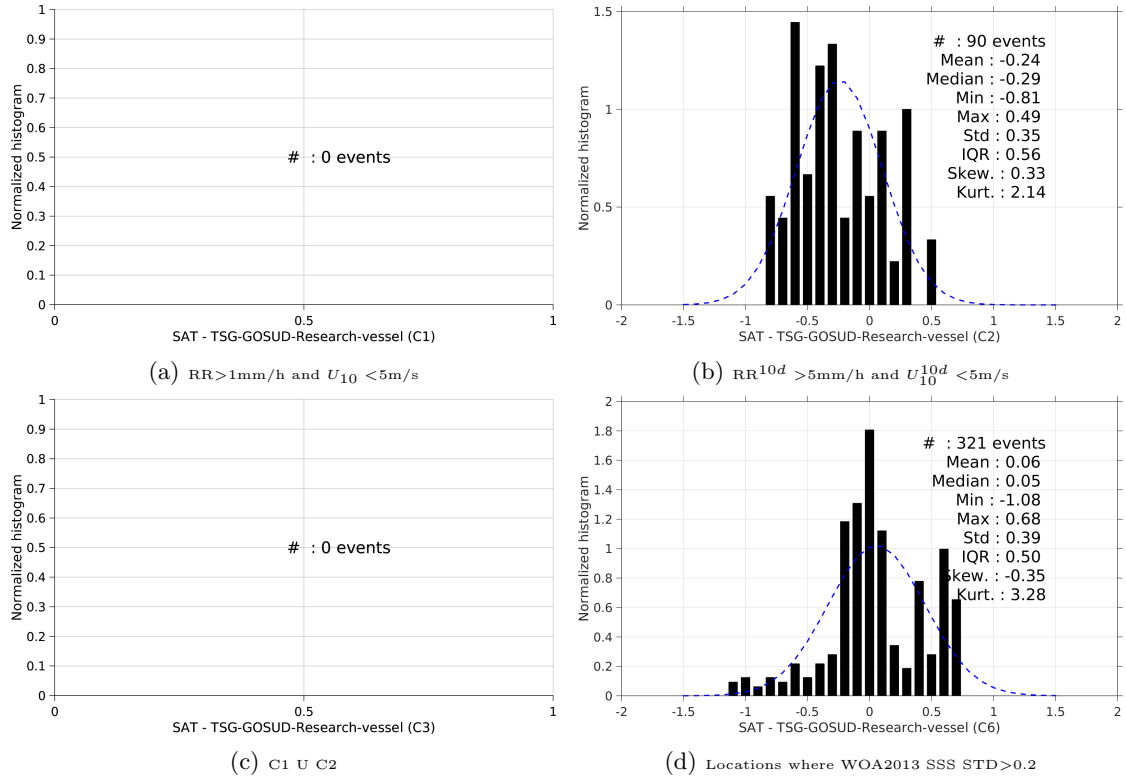 1
0.9
0.8
0.7
0.6
0.5
0.4
0.3
0.2
0.1
0
Normalized histogram
# : 0 events
0 0.5 1
SAT - TSG-GOSUD-Research-vessel (C1)
(a) RR>1mm/h and U10 <5m/s
1.5
1
0.5
0
Normalized histogram
# : 90 events
Mean : -0.24
Median : -0.29
Min : -0.81
Max : 0.49
Std : 0.35
IQR : 0.56
Skew. : 0.33
Kurt. : 2.14
-2 -1.5 -1 -0.5 0 0.5 1 1.5 2
SAT - TSG-GOSUD-Research-vessel (C2)
(b) RR10d >5mm/h and U10d10 <5m/s
1
0.9
0.8
0.7
0.6
0.5
0.4
0.3
0.2
0.1
0
Normalized histogram
# : 0 events
0 0.5 1
SAT - TSG-GOSUD-Research-vessel (C3)
(c) C1 U C2
2
1.8
1.6
1.4
1.2
1
0.8
0.6
0.4
0.2
0
Normalized histogram
# : 321 events
Mean : 0.06
Median : 0.05
Min : -1.08
Max : 0.68
Std : 0.39
IQR : 0.50
Skew. : -0.35
Kurt. : 3.28
-2 -1.5 -1 -0.5 0 0.5 1 1.5 2
SAT - TSG-GOSUD-Research-vessel (C6)
(d) Locations where WOA2013 SSS STD>0.2